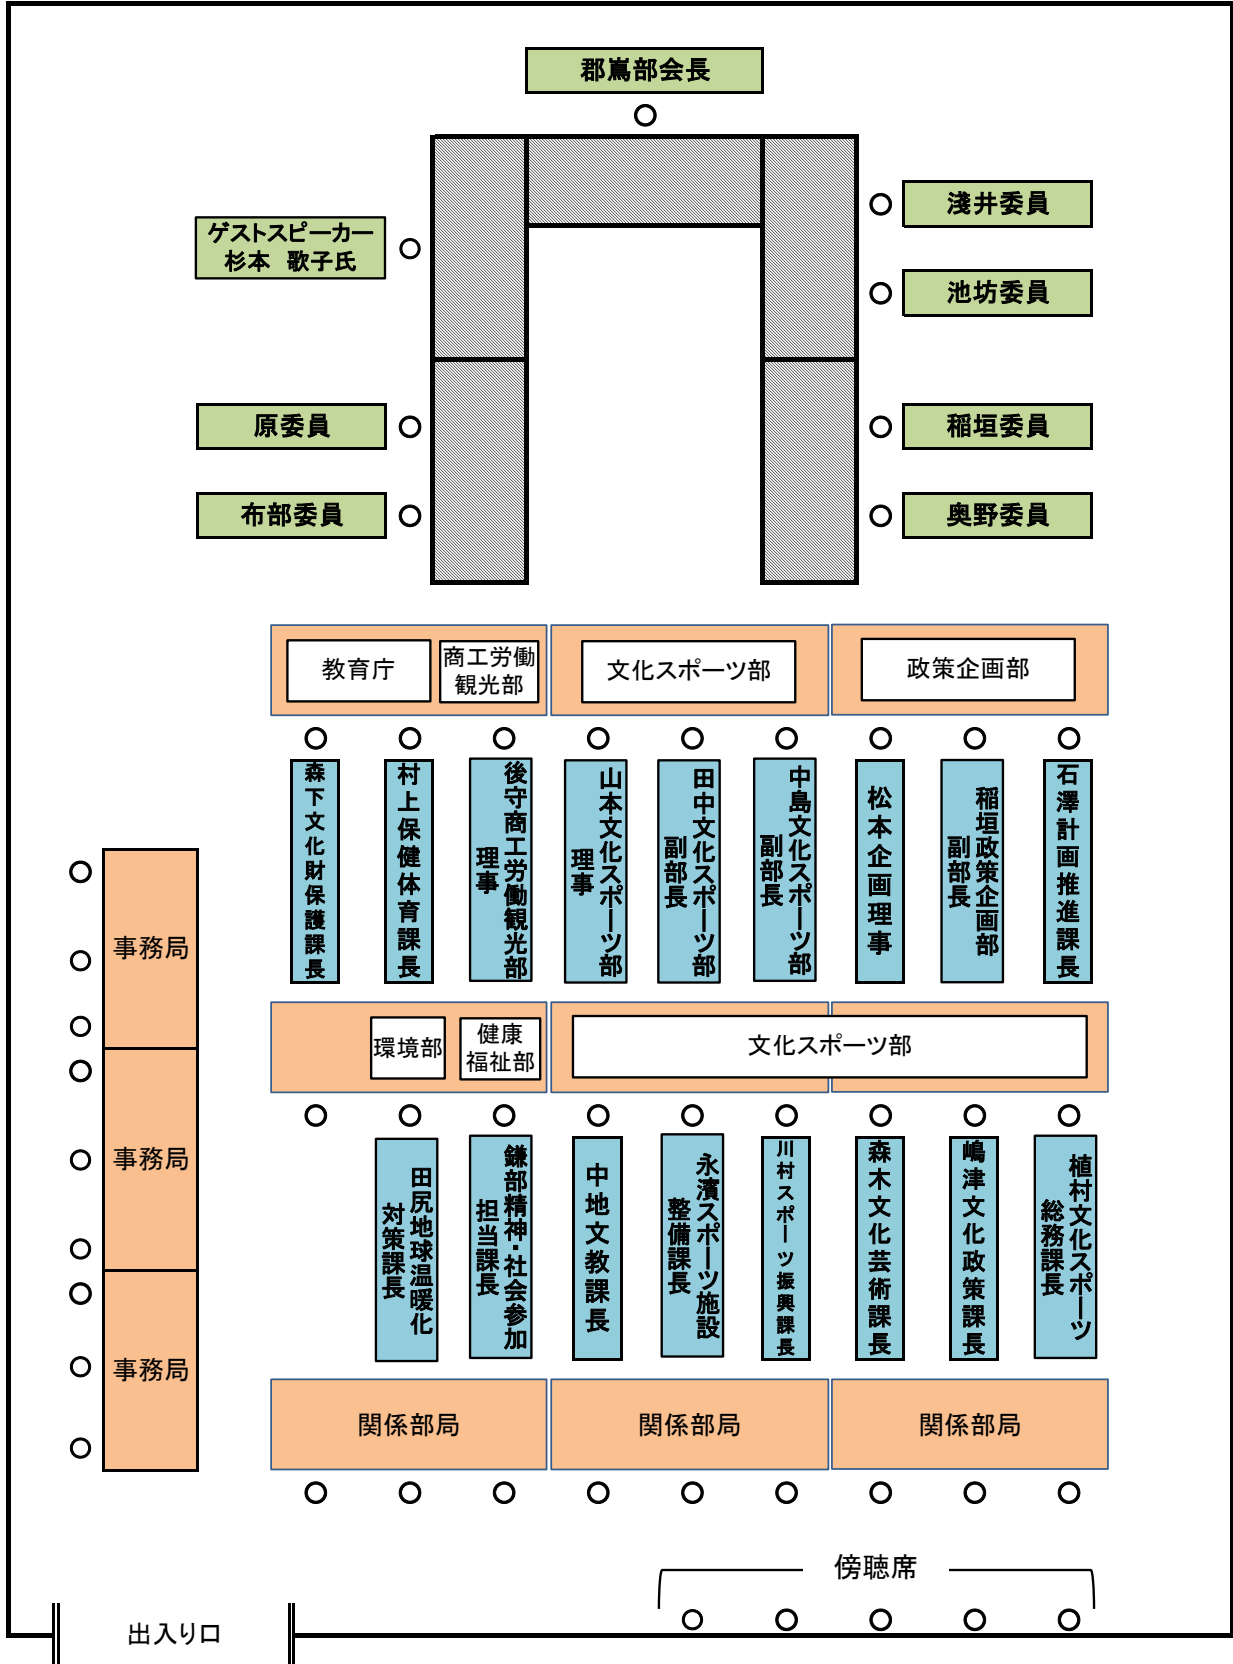 郡嶌部会長
淺井委員
ゲストスピーカー
杉本　歌子氏
池坊委員
原委員
稲垣委員
布部委員
奥野委員
教育庁
商工労働
観光部
文化スポーツ部
政策企画部
森下文化財保護課長
村上保健体育課長
後守商工労働観光部
理事
山本文化スポーツ部
理事
田中文化スポーツ部
副部長
中島文化スポーツ部
副部長
松本企画理事
稲垣政策企画部
副部長
石澤計画推進課長
事務局
環境部
健康
福祉部
文化スポーツ部
事務局
田尻地球温暖化
対策課長
鎌部精神・社会参加
担当課長
中地文教課長
永濱スポーツ施設
整備課長
川村スポーツ振興課長
森木文化芸術課長
嶋津文化政策課長
植村文化スポーツ
総務課長
事務局
関係部局
関係部局
関係部局
傍聴席
出入り口